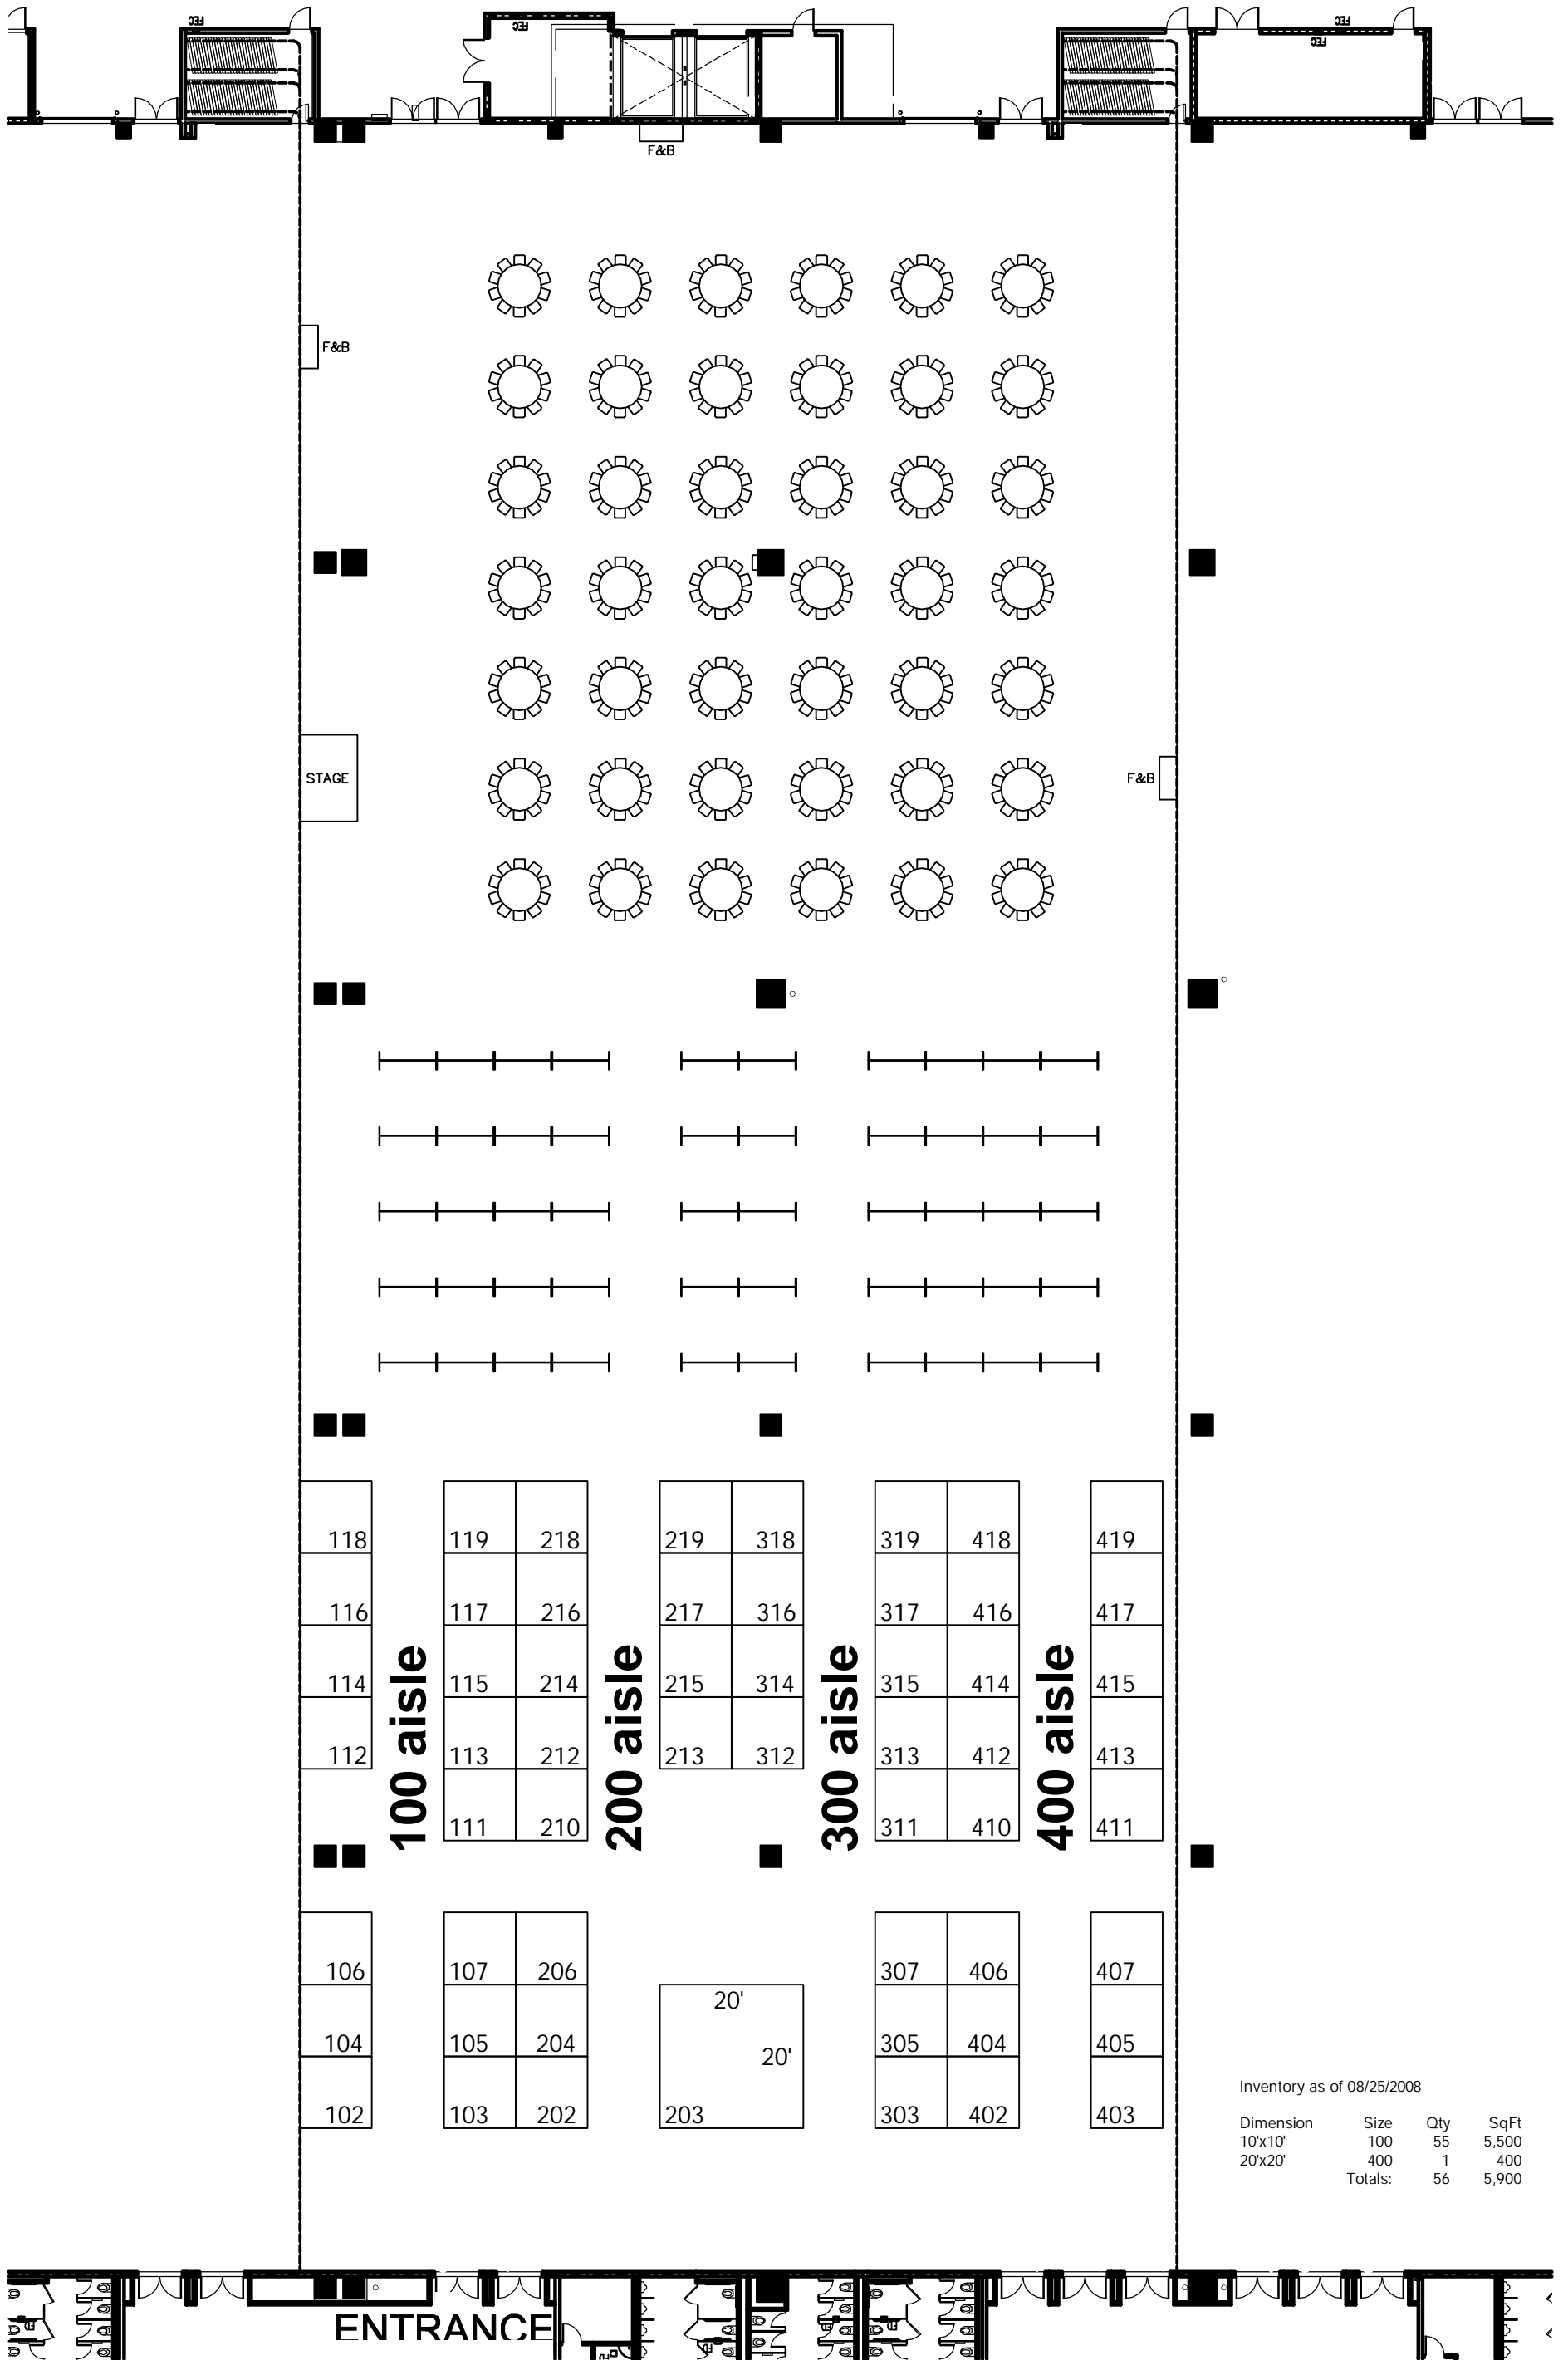 FEC
FEC
FEC
FEC
F&B
F&B
STAGE
F&B
118 119 218 219 318 319 418 419
116 117 216 217 316 317 416 417
114 115 214 215 314 315 414 415
112 113 212 213 312 313 412 413
111 210 311 410 411
100 aisle
200 aisle
300 aisle
400 aisle
106 107 206 307 406 407
20'
104 105 204 305 404 405
20'
102 103 202 203 303 402 403
Inventory as of 08/25/2008
Dimension Size Qty SqFt
10'x10' 100 55 5,500
20'x20' 400 1 400
Totals: 56 5,900
ENTRANCE
FD